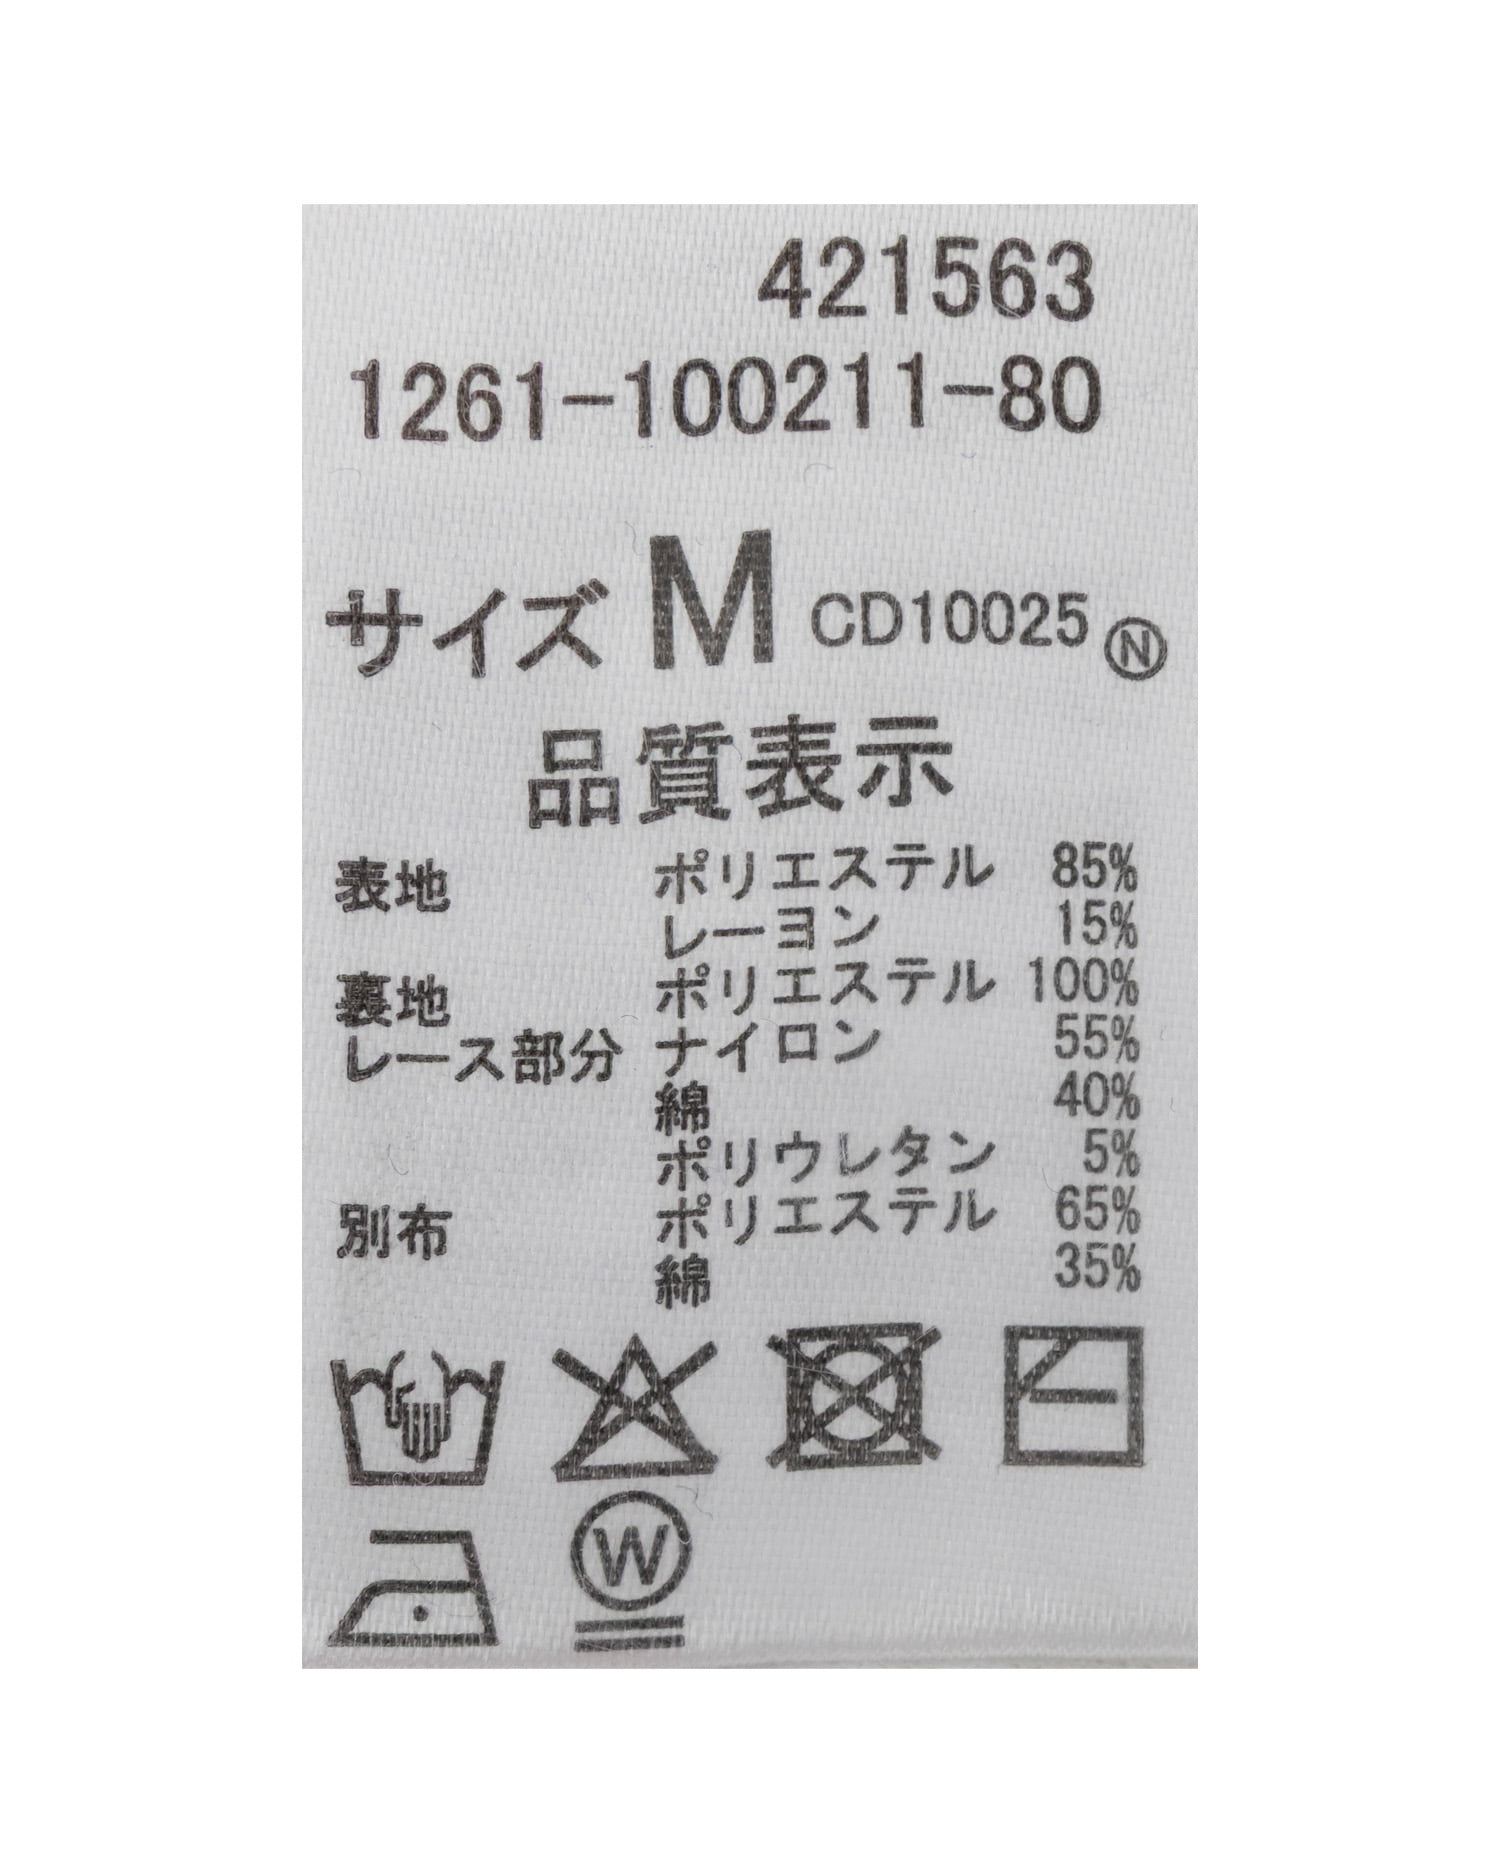 421563
1261-100211-80
サイズ M CD10025 Ⓝ
品質表示
表地 ポリエステル 85%
レーヨン 15%
裏地 ポリエステル 100%
レース部分 ナイロン 55%
綿 40%
ポリウレタン 5%
別布 ポリエステル 65%
綿 35%
W